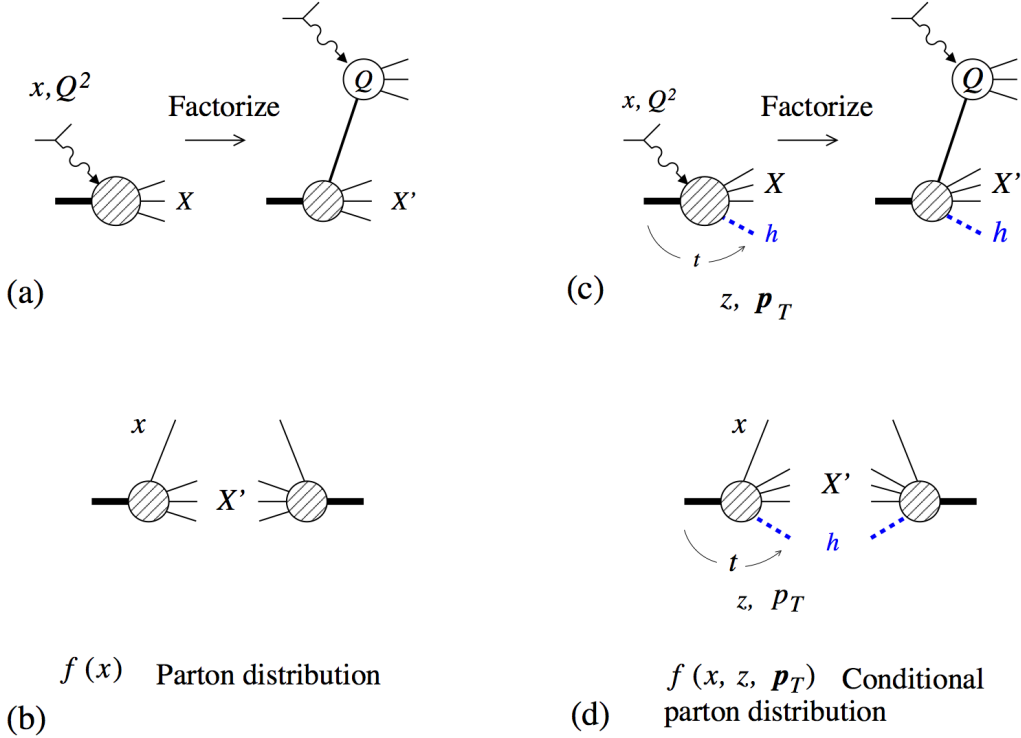 x, Q²
Factorize
Q
X
X'
(a)
x, Q²
Factorize
Q
X
X'
h
h
t
z, p_T
(c)
x
X'
f (x) Parton distribution
(b)
x
X'
h
t
z, p_T
f (x, z, p_T) Conditional
parton distribution
(d)